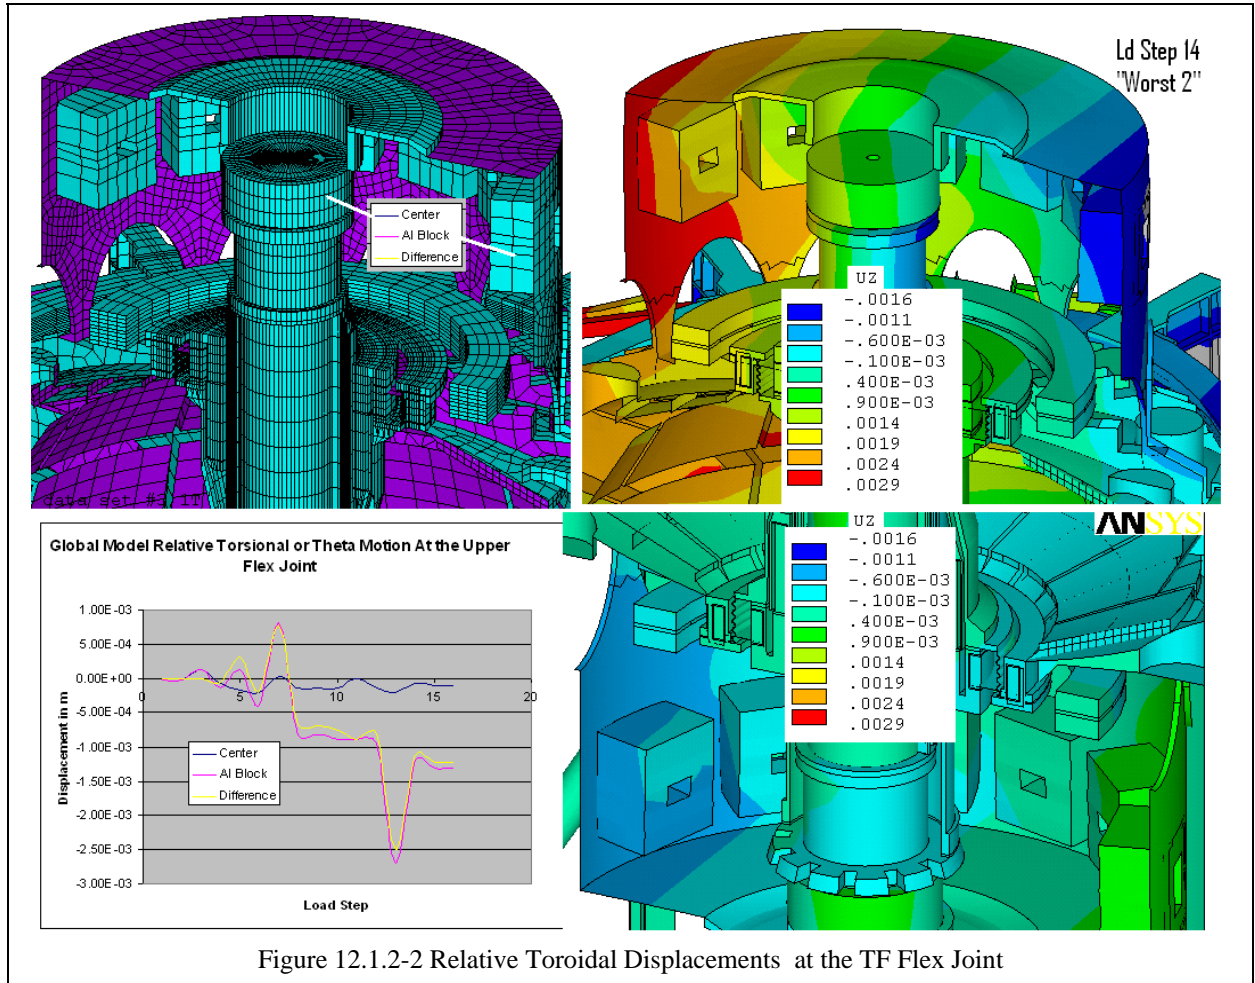 Ld Step 14
"Worst 2"
Center
Al Block
Difference
data set #3, 1T
UZ
-.0016
-.0011
-.600E-03
-.100E-03
.400E-03
.900E-03
.0014
.0019
.0024
.0029
Global Model Relative Torsional or Theta Motion At the Upper
Flex Joint
1.00E-03
5.00E-04
0.00E+00
-5.00E-04
-1.00E-03
-1.50E-03
-2.00E-03
-2.50E-03
-3.00E-03
0
5
10
15
20
Displacement in m
Load Step
Center
Al Block
Difference
ANSYS
UZ
-.0016
-.0011
-.600E-03
-.100E-03
.400E-03
.900E-03
.0014
.0019
.0024
.0029
Figure 12.1.2-2 Relative Toroidal Displacements  at the TF Flex Joint